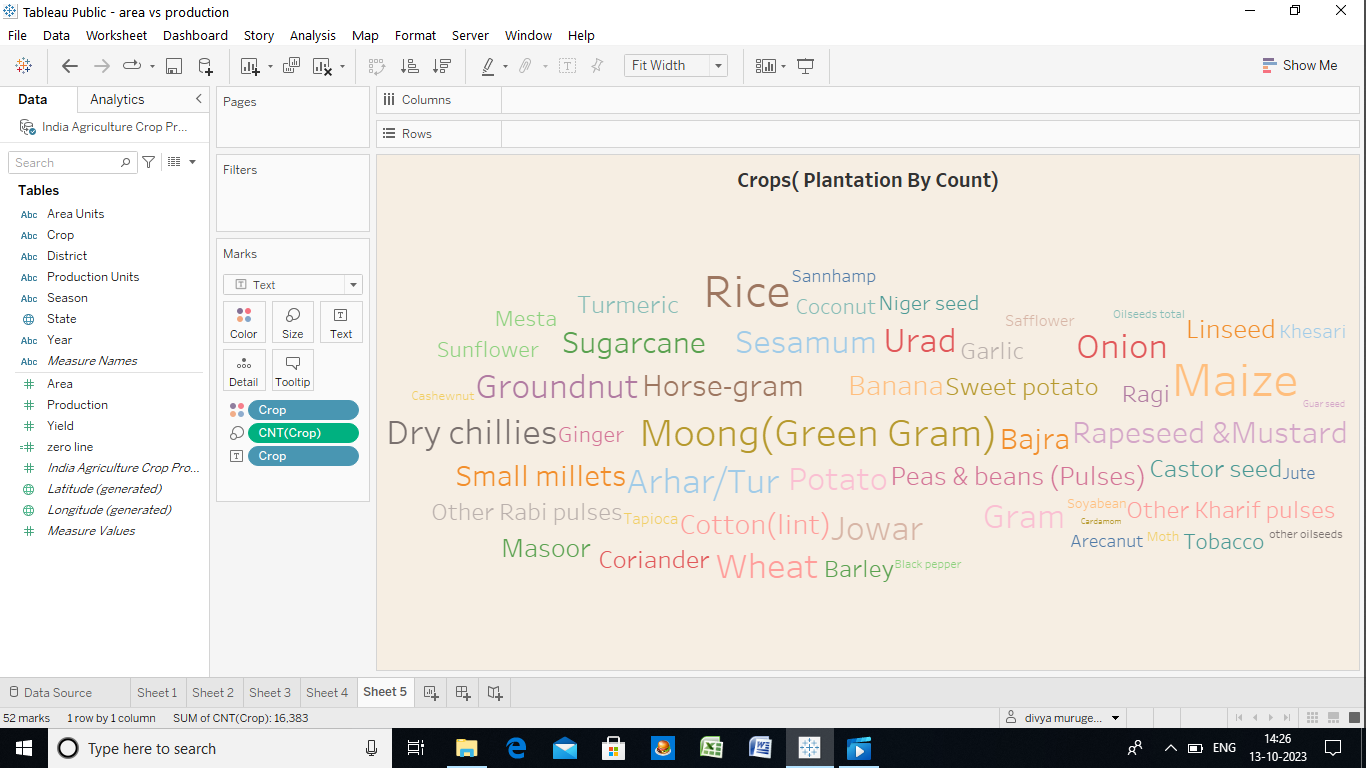 Tableau Public - area vs production
File Data Worksheet Dashboard Story Analysis Map Format Server Window Help
Fit Width
Show Me
Data Analytics
India Agriculture Crop Pr...
Search
Tables
Abc Area Units
Abc Crop
Abc District
Abc Production Units
Abc Season
State
Abc Year
Abc Measure Names
Area
Production
Yield
zero line
India Agriculture Crop Pro...
Latitude (generated)
Longitude (generated)
Measure Values
Pages
Filters
Marks
T Text
Color Size Text
Detail Tooltip
Crop
CNT(Crop)
Crop
Columns
Rows
Crops( Plantation By Count)
Rice Sannhamp
Turmeric Coconut Niger seed
Mesta Safflower Oilseeds total
Linseed Khesari
Sunflower Sugarcane Sesamum Urad Garlic Onion
Cashewnut Groundnut Horse-gram Banana Sweet potato Ragi Maize Guar seed
Dry chillies Ginger Moong(Green Gram) Bajra Rapeseed &Mustard
Small millets Arhar/Tur Potato Peas & beans (Pulses) Castor seed Jute
Other Rabi pulses Tapioca Cotton(lint) Jowar Gram Soyabean Cardamom Other Kharif pulses
Masoor Coriander Wheat Barley Black pepper Arecanut Moth Tobacco other oilseeds
Data Source Sheet 1 Sheet 2 Sheet 3 Sheet 4 Sheet 5
52 marks 1 row by 1 column SUM of CNT(Crop): 16,383
divya muruge...
Type here to search
ENG
14:26
13-10-2023